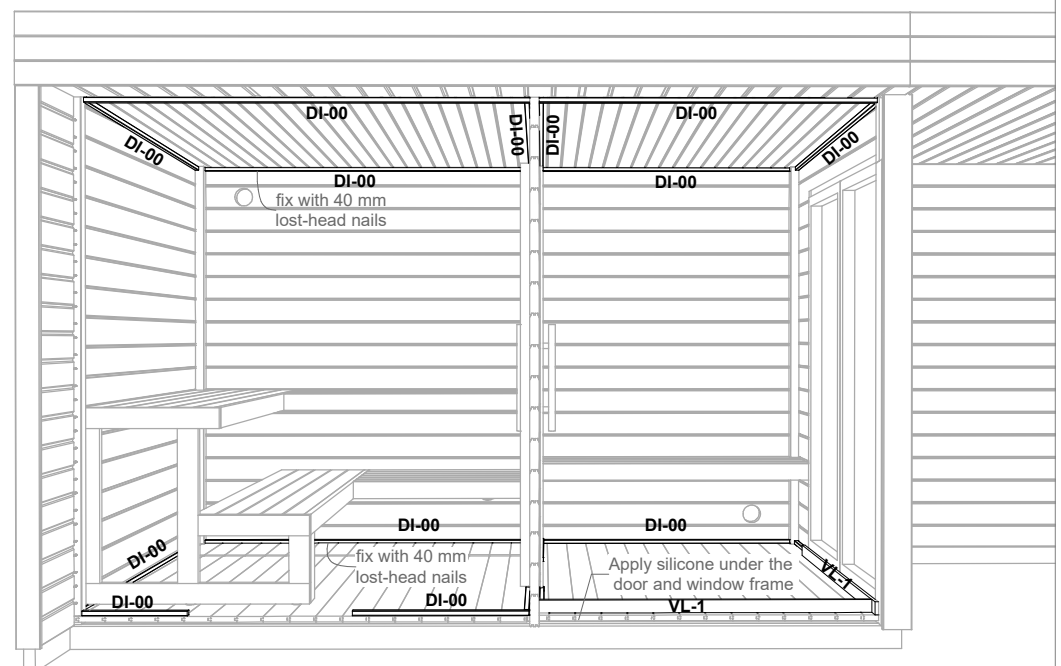 DI-00
DI-00
DI-00
DI-00
DI-00
DI-00
DI-00
DI-00
fix with 40 mm
lost-head nails
DI-00
DI-00
DI-00
fix with 40 mm
lost-head nails
Apply silicone under the
door and window frame
VL-1
DI-00
DI-00
VL-1